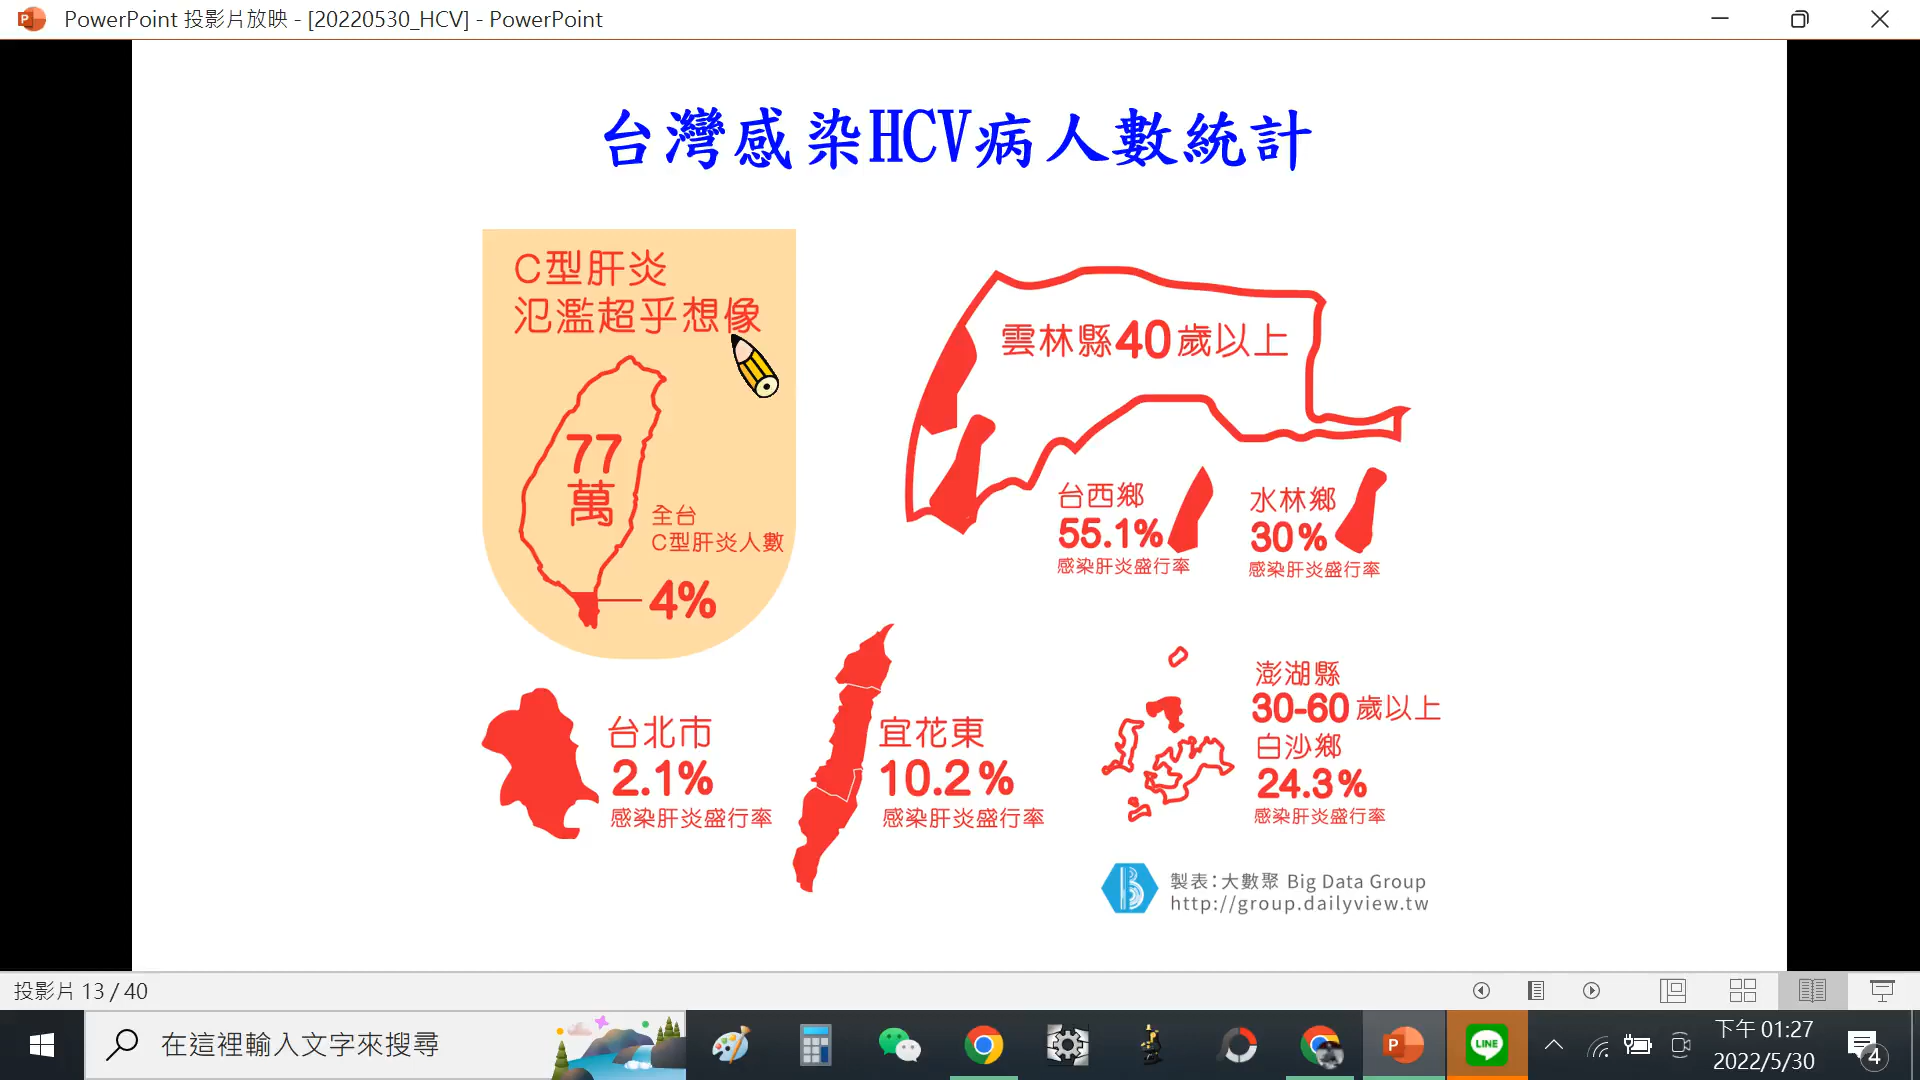 PowerPoint 投影片放映 - [20220530_HCV] - PowerPoint
台灣感染HCV病人數統計
C型肝炎
氾濫超乎想像
77
萬
全台
C型肝炎人數
4%
雲林縣40歲以上
台西鄉
55.1%
感染肝炎盛行率
水林鄉
30%
感染肝炎盛行率
台北市
2.1%
感染肝炎盛行率
宜花東
10.2%
感染肝炎盛行率
澎湖縣
30-60歲以上
白沙鄉
24.3%
感染肝炎盛行率
製表:大數聚 Big Data Group
http://group.dailyview.tw
投影片 13 / 40
在這裡輸入文字來搜尋
LINE
下午 01:27
2022/5/30
4